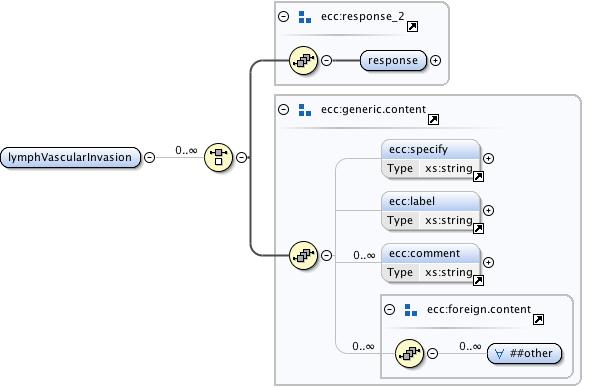 ecc:response_2
response
ecc:generic.content
lymphVascularInvasion
0..∞
ecc:specify
Type xs:string
ecc:label
Type xs:string
0..∞
ecc:comment
Type xs:string
ecc:foreign.content
0..∞
0..∞
∀ ##other